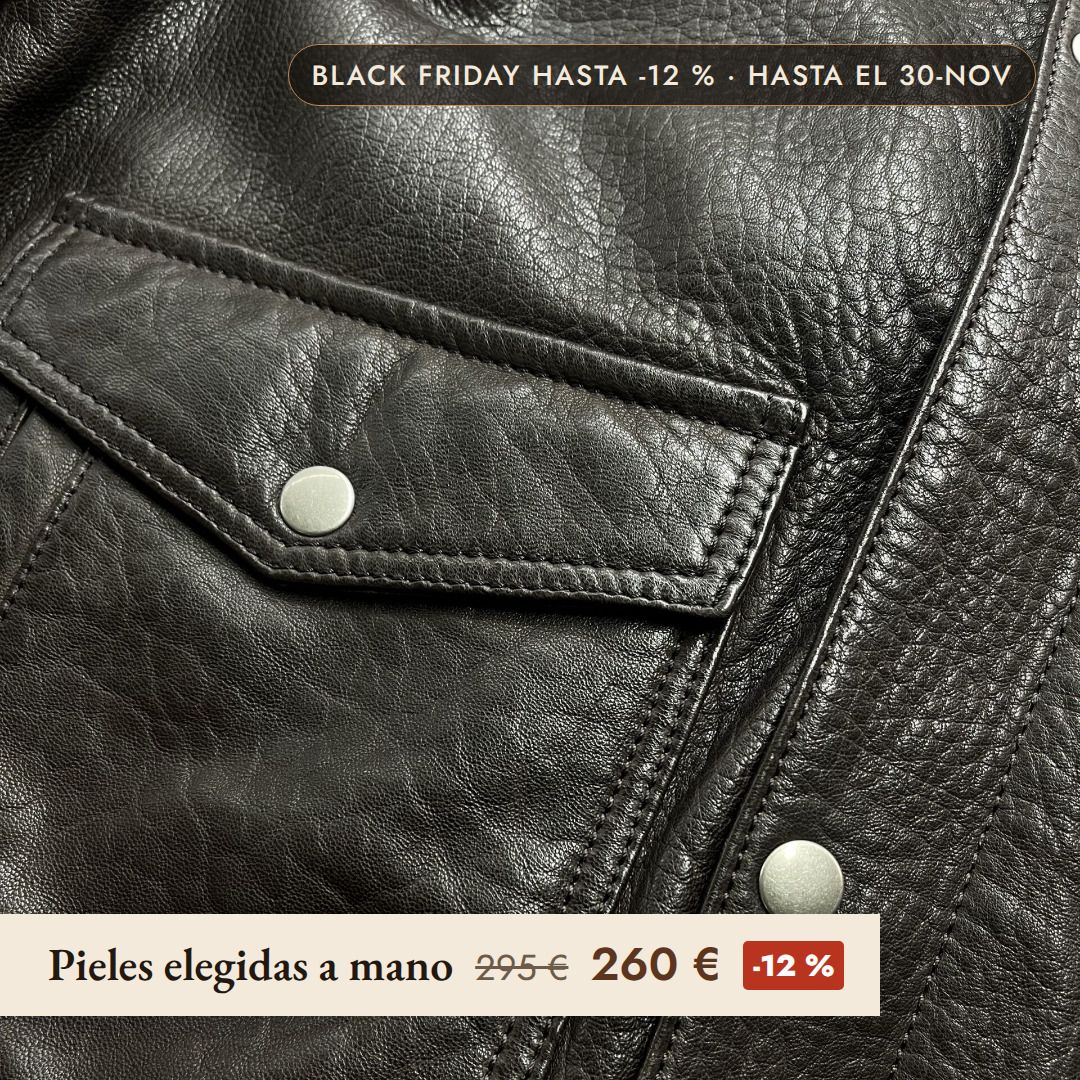 BLACK FRIDAY HASTA -12 % · HASTA EL 30-NOV
Pieles elegidas a mano 295 € 260 € -12 %